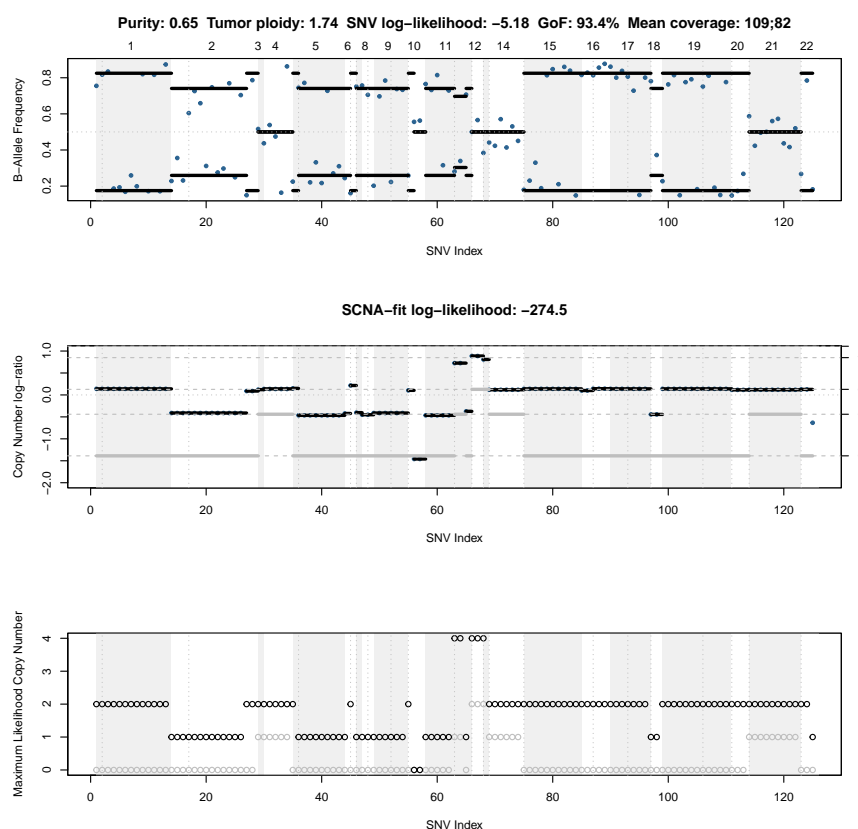 Purity: 0.65 Tumor ploidy: 1.74 SNV log−likelihood: −5.18 GoF: 93.4% Mean coverage: 109;82
1 2 3 4 5 6 8 9 10 11 12 14 15 16 17 18 19 20 21 22
B−Allele Frequency
0.8
0.6
0.4
0.2
0 20 40 60 80 100 120
SNV Index
SCNA−fit log−likelihood: −274.5
Copy Number log−ratio
1.0
0.0
−1.0
−2.0
0 20 40 60 80 100 120
SNV Index
Maximum Likelihood Copy Number
4
3
2
1
0
0 20 40 60 80 100 120
SNV Index